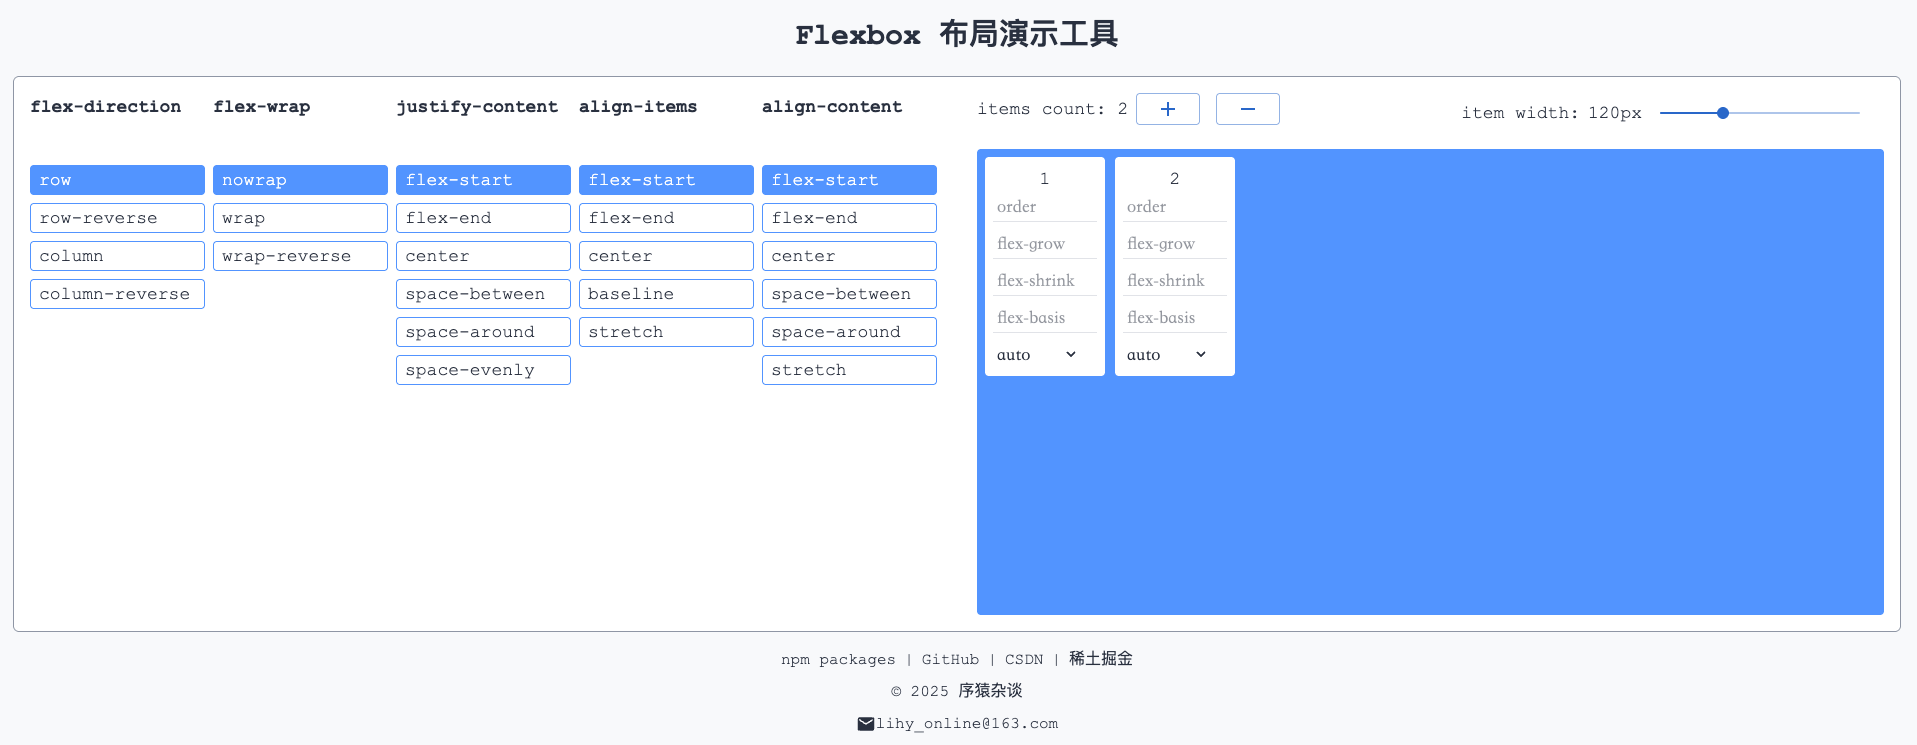 Flexbox 布局演示工具
flex-direction
row
row-reverse
column
column-reverse
flex-wrap
nowrap
wrap
wrap-reverse
justify-content
flex-start
flex-end
center
space-between
space-around
space-evenly
align-items
flex-start
flex-end
center
baseline
stretch
align-content
flex-start
flex-end
center
space-between
space-around
stretch
items count: 2
item width: 120px
1
order
flex-grow
flex-shrink
flex-basis
auto
2
order
flex-grow
flex-shrink
flex-basis
auto
npm packages | GitHub | CSDN | 稀土掘金
© 2025 序猿杂谈
lihy_online@163.com